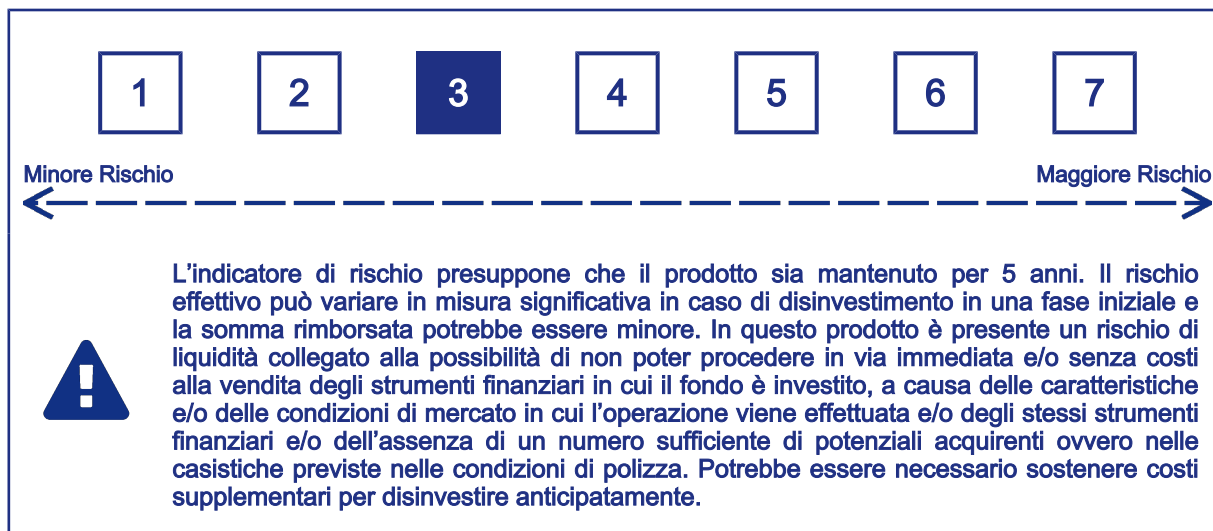 1 2 3 4 5 6 7
Minore Rischio Maggiore Rischio
L’indicatore di rischio presuppone che il prodotto sia mantenuto per 5 anni. Il rischio
effettivo può variare in misura significativa in caso di disinvestimento in una fase iniziale e
la somma rimborsata potrebbe essere minore. In questo prodotto è presente un rischio di
liquidità collegato alla possibilità di non poter procedere in via immediata e/o senza costi
alla vendita degli strumenti finanziari in cui il fondo è investito, a causa delle caratteristiche
e/o delle condizioni di mercato in cui l’operazione viene effettuata e/o degli stessi strumenti
finanziari e/o dell’assenza di un numero sufficiente di potenziali acquirenti ovvero nelle
casistiche previste nelle condizioni di polizza. Potrebbe essere necessario sostenere costi
supplementari per disinvestire anticipatamente.